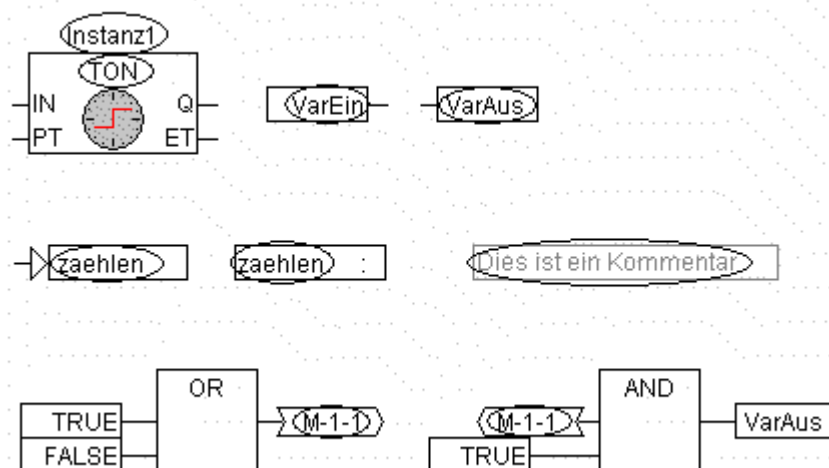 Instanz1
TON
IN Q
PT ET
VarEin
VarAus
zaehlen
zaehlen :
Dies ist ein Kommentar
OR
TRUE
FALSE
M-1-1
M-1-1
AND
TRUE
VarAus